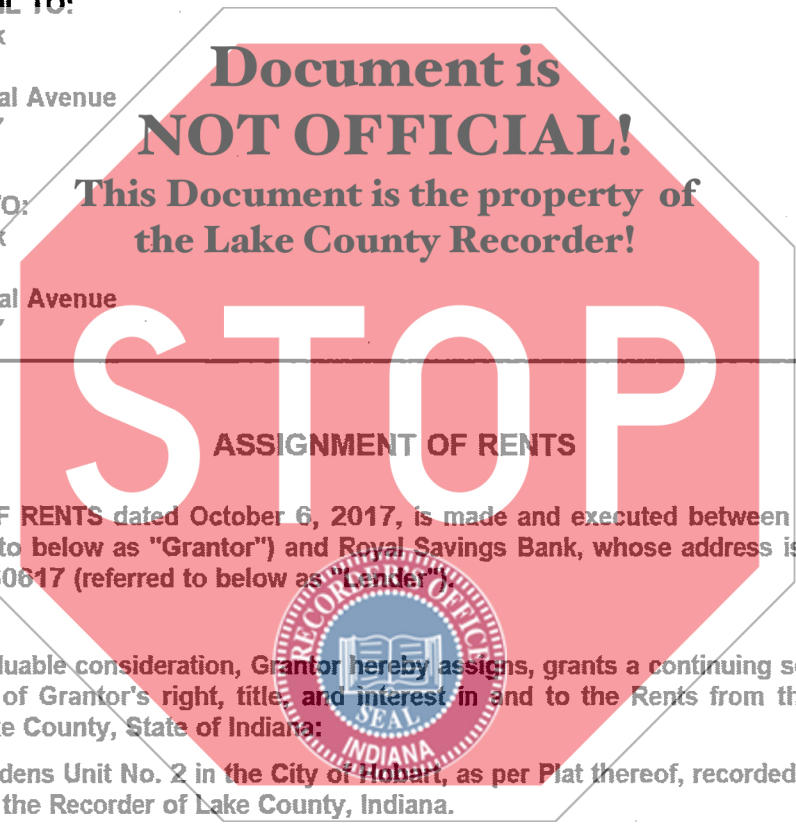 TO:
al Avenue
Document is
NOT OFFICIAL!
This Document is the property of
the Lake County Recorder!
TO:
al Avenue
STOP
ASSIGNMENT OF RENTS
F RENTS dated October 6, 2017, is made and executed between
to below as "Grantor") and Royal Savings Bank, whose address is
60617 (referred to below as "Lender").
luable consideration, Grantor hereby assigns, grants a continuing se
of Grantor's right, title, and interest in and to the Rents from th
ke County, State of Indiana:
dens Unit No. 2 in the City of Hobart, as per Plat thereof, recorded
the Recorder of Lake County, Indiana.
RECORDER'S OFFICE
SEAL
INDIANA